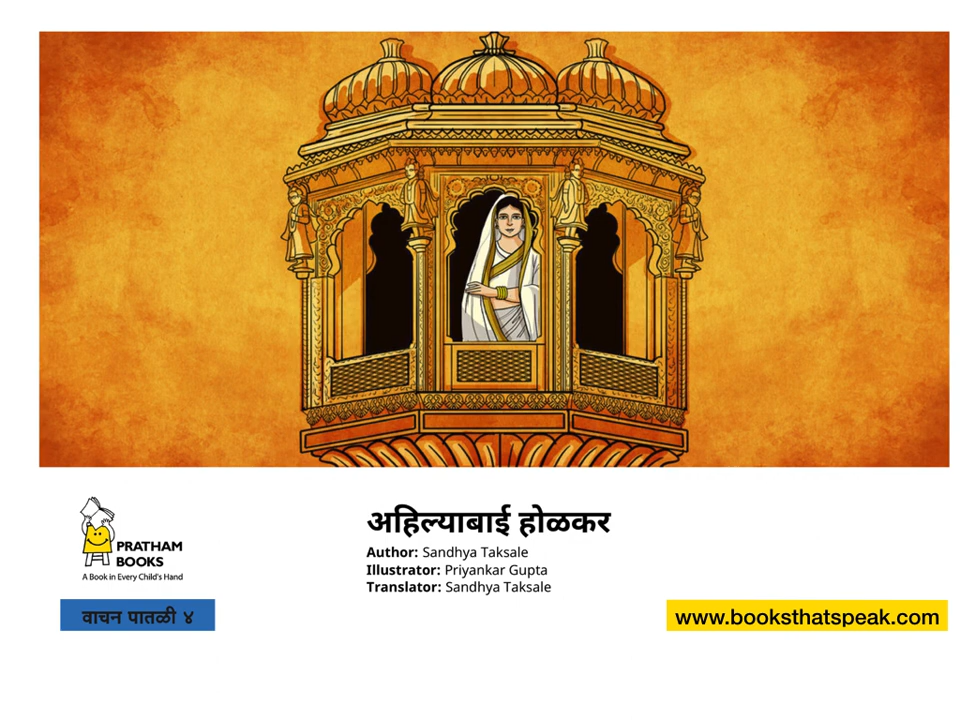 अहिल्याबाई होळकर
Author: Sandhya Taksale
Illustrator: Priyankar Gupta
Translator: Sandhya Taksale
PRATHAM
BOOKS
A Book in Every Child's Hand
वाचन पातळी ४
www.booksthatspeak.com